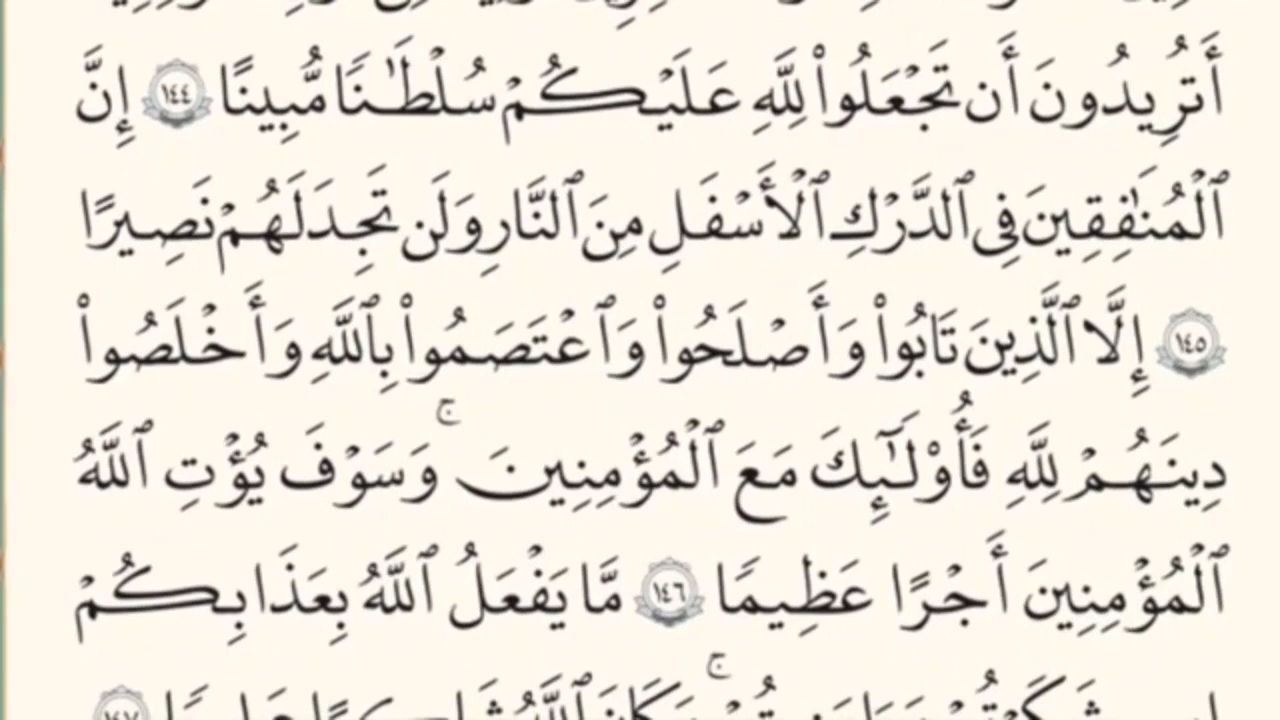 أَتُرِيدُونَ أَن تَجْعَلُوا۟ لِلَّهِ عَلَيْكُمْ سُلْطَـٰنًا مُّبِينًا ١٤٤ إِنَّ
ٱلْمُنَـٰفِقِينَ فِى ٱلدَّرْكِ ٱلْأَسْفَلِ مِنَ ٱلنَّارِ وَلَن تَجِدَ لَهُمْ نَصِيرًا
١٤٥ إِلَّا ٱلَّذِينَ تَابُوا۟ وَأَصْلَحُوا۟ وَٱعْتَصَمُوا۟ بِٱللَّهِ وَأَخْلَصُوا۟
دِينَهُمْ لِلَّهِ فَأُو۟لَـٰٓئِكَ مَعَ ٱلْمُؤْمِنِينَ ۚ وَسَوْفَ يُؤْتِ ٱللَّهُ
ٱلْمُؤْمِنِينَ أَجْرًا عَظِيمًا ١٤٦ مَّا يَفْعَلُ ٱللَّهُ بِعَذَابِكُمْ